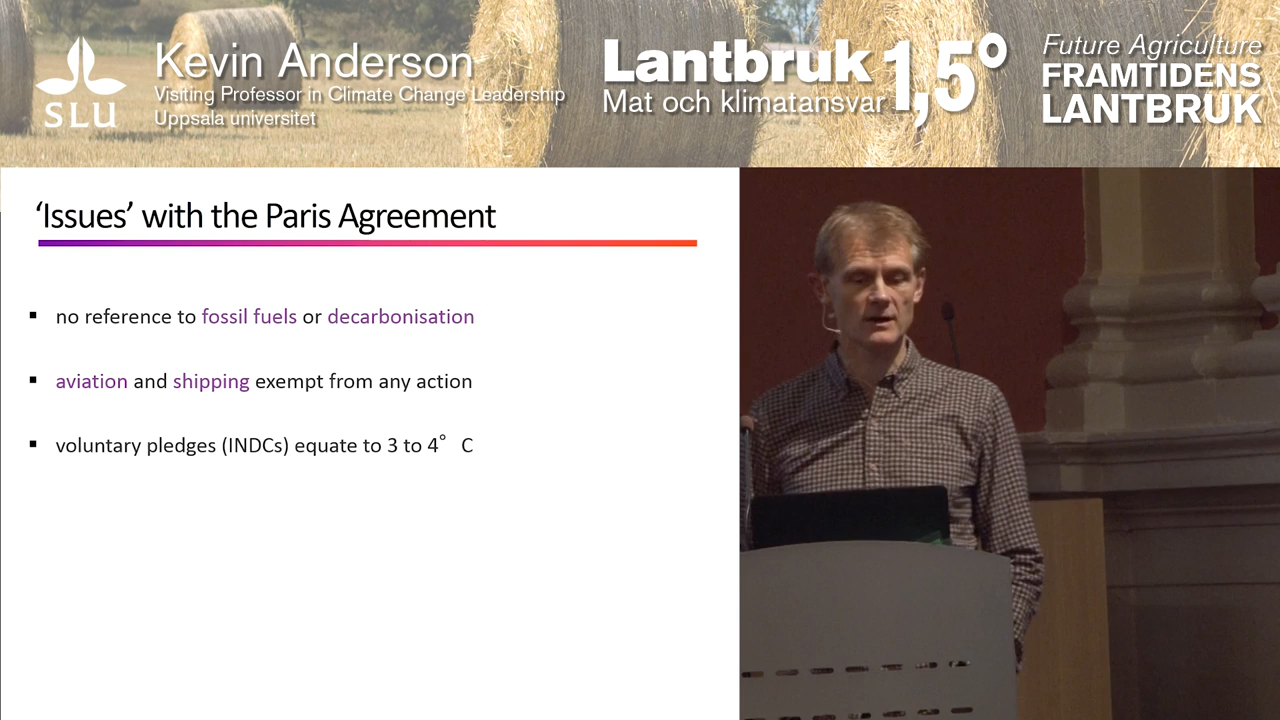 SLU
Kevin Anderson
Visiting Professor in Climate Change Leadership
Uppsala universitet
Lantbruk 1,5°
Mat och klimatansvar
Future Agriculture
FRAMTIDENS
LANTBRUK
‘Issues’ with the Paris Agreement
▪ no reference to fossil fuels or decarbonisation
▪ aviation and shipping exempt from any action
▪ voluntary pledges (INDCs) equate to 3 to 4° C